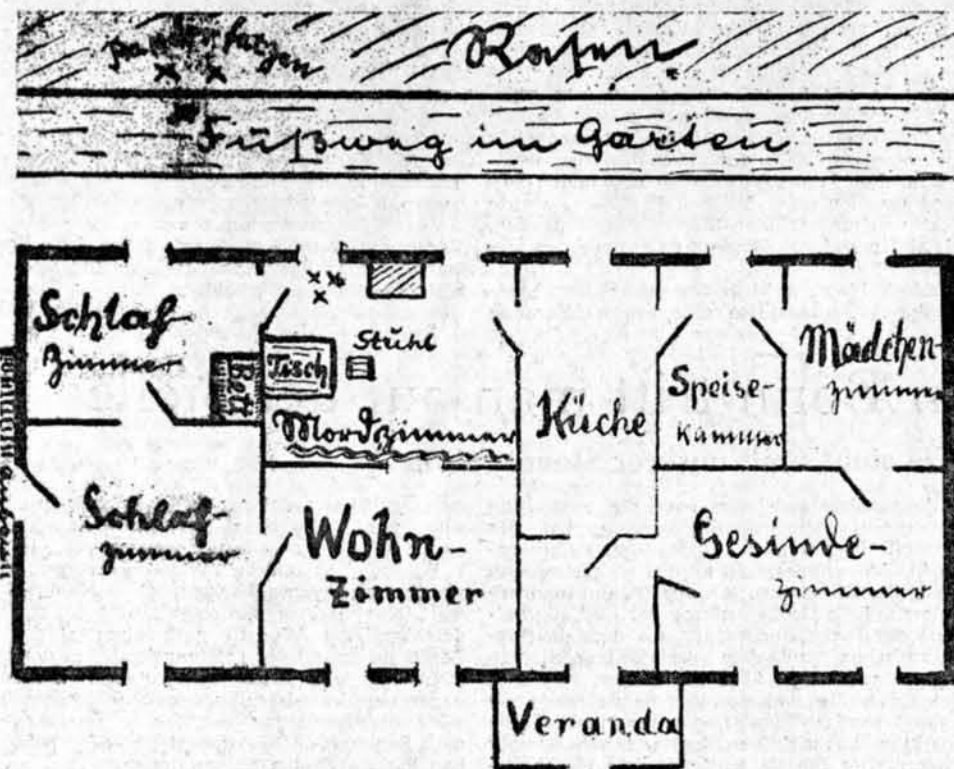 Rasen.
Fußweg im Garten
Schlaf-
zimmer
Bett
Tisch
Stuhl
Mordzimmer
Küche
Speise-
kammer
Mädchen-
zimmer
Schlaf-
zimmer
Wohn-
Zimmer
Gesinde-
zimmer
Veranda